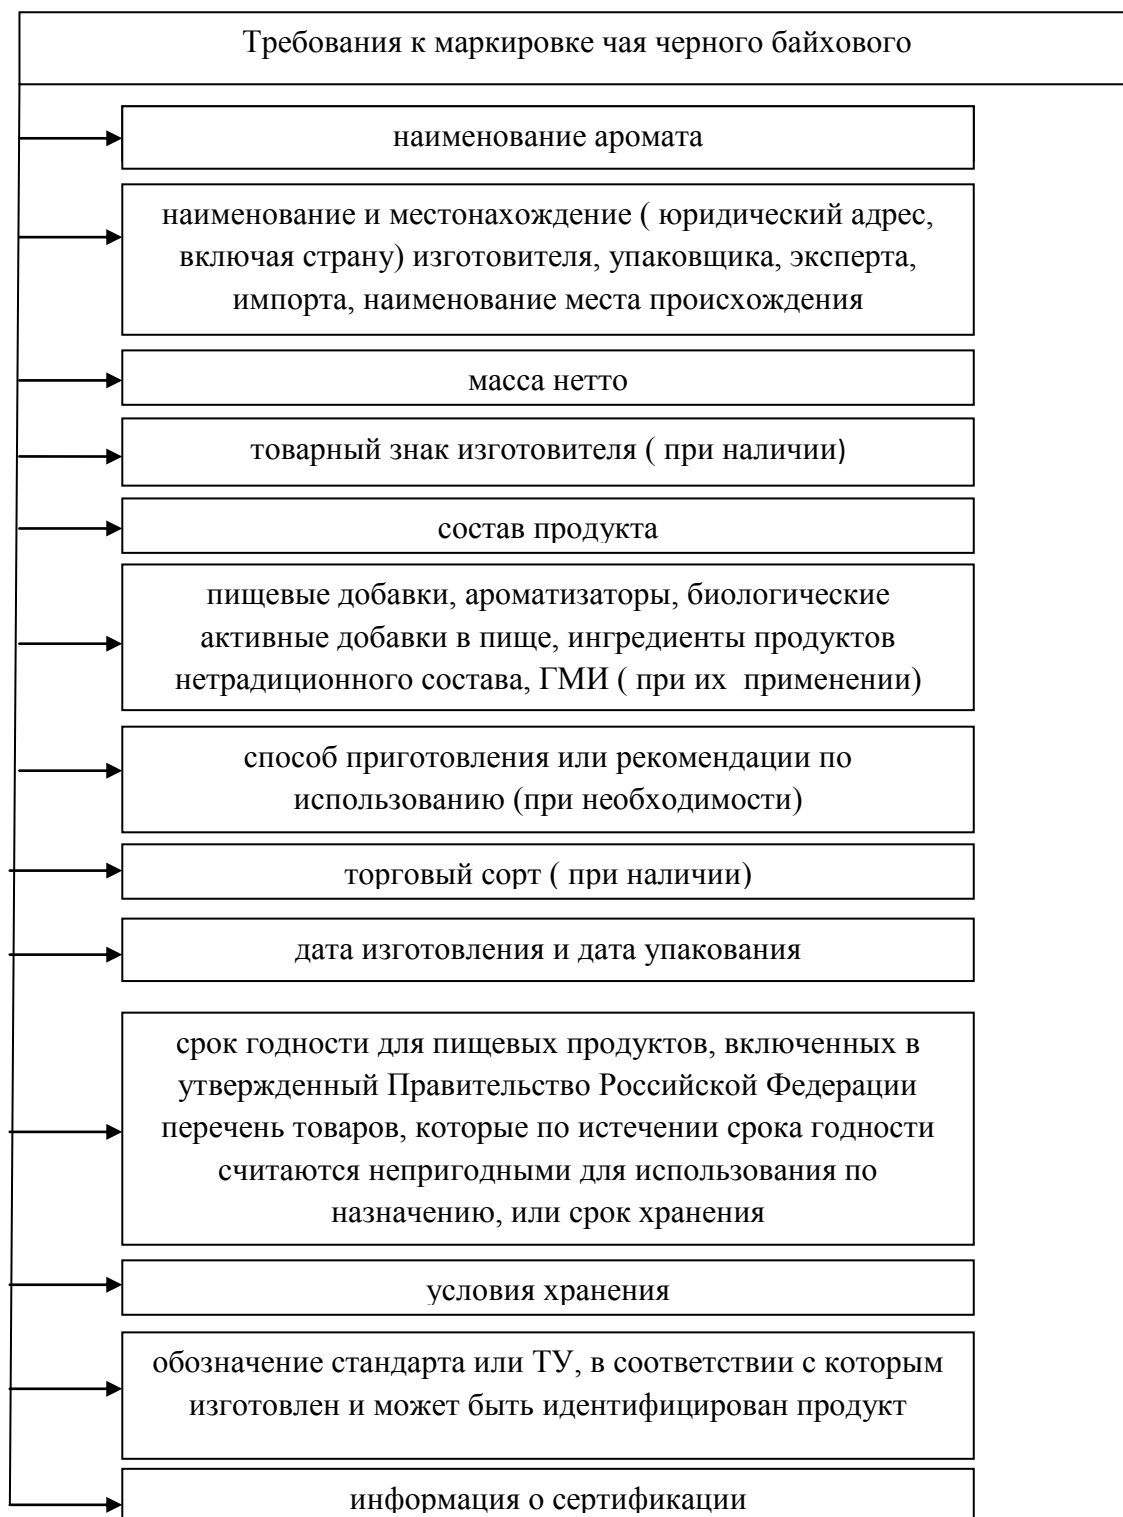 Требования к маркировке чая черного байхового
наименование аромата
наименование и местонахождение ( юридический адрес,
включая страну) изготовителя, упаковщика, эксперта,
импорта, наименование места происхождения
масса нетто
товарный знак изготовителя ( при наличии)
состав продукта
пищевые добавки, ароматизаторы, биологические
активные добавки в пище, ингредиенты продуктов
нетрадиционного состава, ГМИ ( при их применении)
способ приготовления или рекомендации по
использованию (при необходимости)
торговый сорт ( при наличии)
дата изготовления и дата упакования
срок годности для пищевых продуктов, включенных в
утвержденный Правительство Российской Федерации
перечень товаров, которые по истечении срока годности
считаются непригодными для использования по
назначению, или срок хранения
условия хранения
обозначение стандарта или ТУ, в соответствии с которым
изготовлен и может быть идентифицирован продукт
информация о сертификации